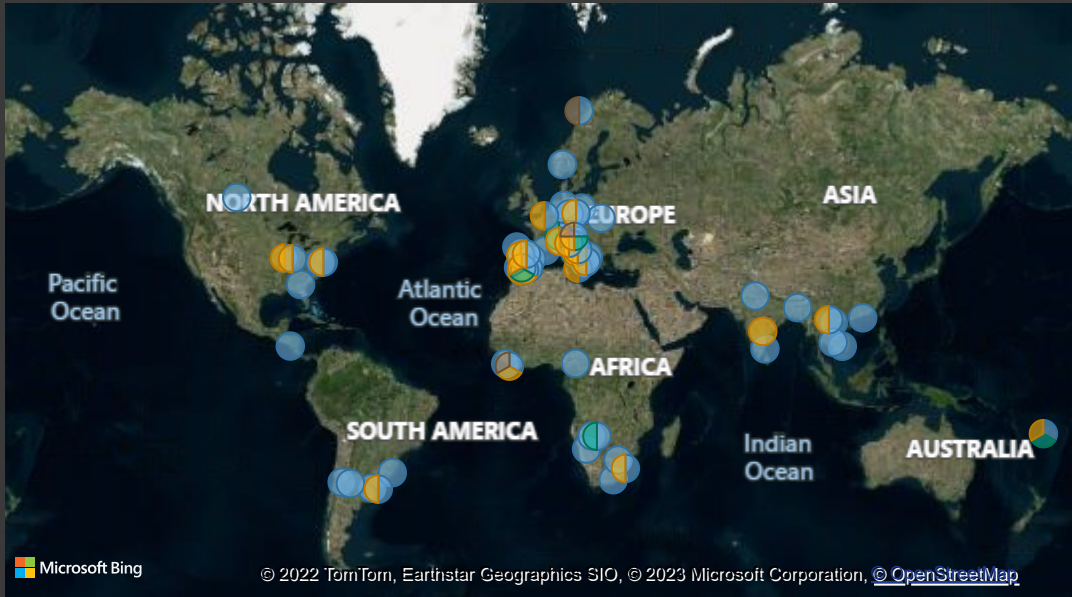 NORTH AMERICA
EUROPE
ASIA
Pacific
Ocean
Atlantic
Ocean
AFRICA
SOUTH AMERICA
Indian
Ocean
AUSTRALIA
Microsoft Bing
© 2022 TomTom, Earthstar Geographics SIO, © 2023 Microsoft Corporation, © OpenStreetMap